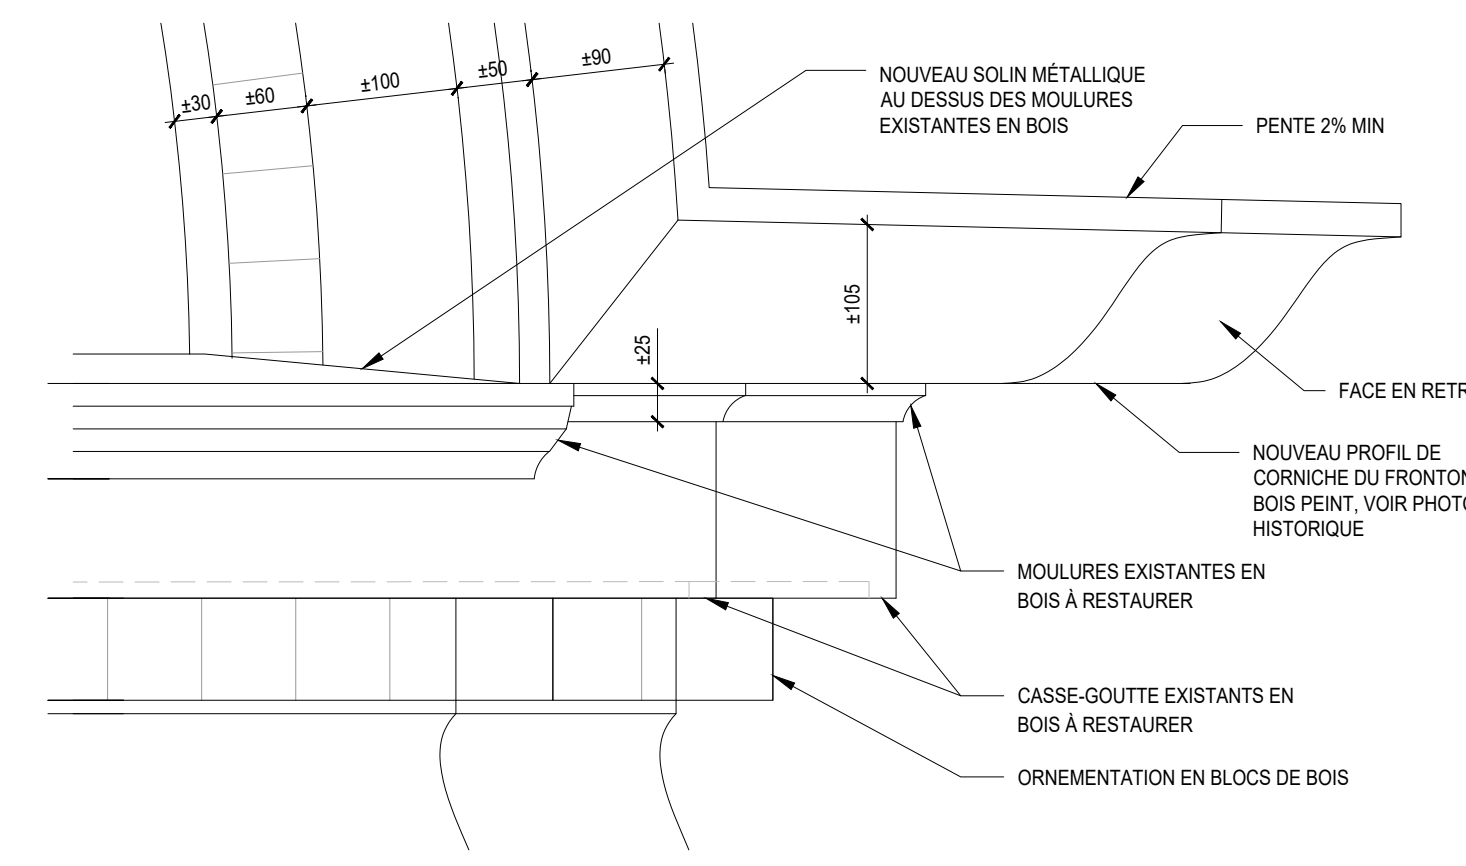 ±30
±60
±100
±50
±90
NOUVEAU SOLIN MÉTALLIQUE
AU DESSUS DES MOULURES
EXISTANTES EN BOIS
PENTE 2% MIN
±105
±25
FACE EN RETR
NOUVEAU PROFIL DE
CORNICHE DU FRONTON
BOIS PEINT, VOIR PHOTO
HISTORIQUE
MOULURES EXISTANTES EN
BOIS À RESTAURER
CASSE-GOUTTE EXISTANTS EN
BOIS À RESTAURER
ORNEMENTATION EN BLOCS DE BOIS